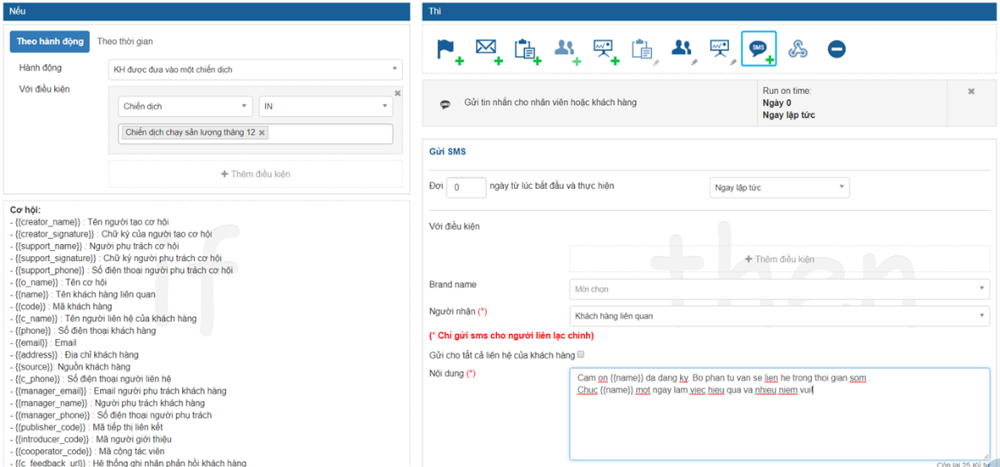 Nếu
Theo hành động Theo thời gian
Hành động
KH được đưa vào một chiến dịch
Với điều kiện
Chiến dịch
IN
Chiến dịch chạy sản lượng tháng 12
Thêm điều kiện
Cơ hội:
- {{creator_name}} : Tên người tạo cơ hội
- {{creator_signature}} : Chữ ký của người tạo cơ hội
- {{support_name}} : Người phụ trách cơ hội
- {{support_signature}} : Chữ ký người phụ trách cơ hội
- {{support_phone}} : Số điện thoại người phụ trách cơ hội
- {{o_name}} : Tên cơ hội
- {{name}} : Tên khách hàng liên quan
- {{code}} : Mã khách hàng
- {{c_name}} : Tên người liên hệ của khách hàng
- {{phone}} : Số điện thoại khách hàng
- {{email}} : Email
- {{address}} : Địa chỉ khách hàng
- {{source}}: Nguồn khách hàng
- {{c_phone}} : Số điện thoại người liên hệ
- {{manager_email}} : Email người phụ trách khách hàng
- {{manager_name}} : Người phụ trách khách hàng
- {{manager_phone}} : Số điện thoại người phụ trách
- {{publisher_code}} : Mã tiếp thị liên kết
- {{introducer_code}} : Mã người giới thiệu
- {{cooperator_code}} : Mã cộng tác viên
- {{c_feedback_url}} : Hệ thống ghi nhận phản hồi khách hàng
if
Thì
SMS
Gửi tin nhắn cho nhân viên hoặc khách hàng
Run on time:
Ngày 0
Ngay lập tức
Gửi SMS
Đợi 0 ngày từ lúc bắt đầu và thực hiện
Ngay lập tức
Với điều kiện
Thêm điều kiện
then
Brand name
Mời chọn
Người nhận (*)
Khách hàng liên quan
(* Chỉ gửi sms cho người liên lạc chính)
Gửi cho tất cả liên hệ của khách hàng
Nội dung (*)
Cam on {{name}} da dang ky. Bo phan tu van se lien he trong thoi gian som .
Chuc {{name}} mot ngay lam viec hieu qua va nhieu niem vui!
Còn lại 25 Ký tự